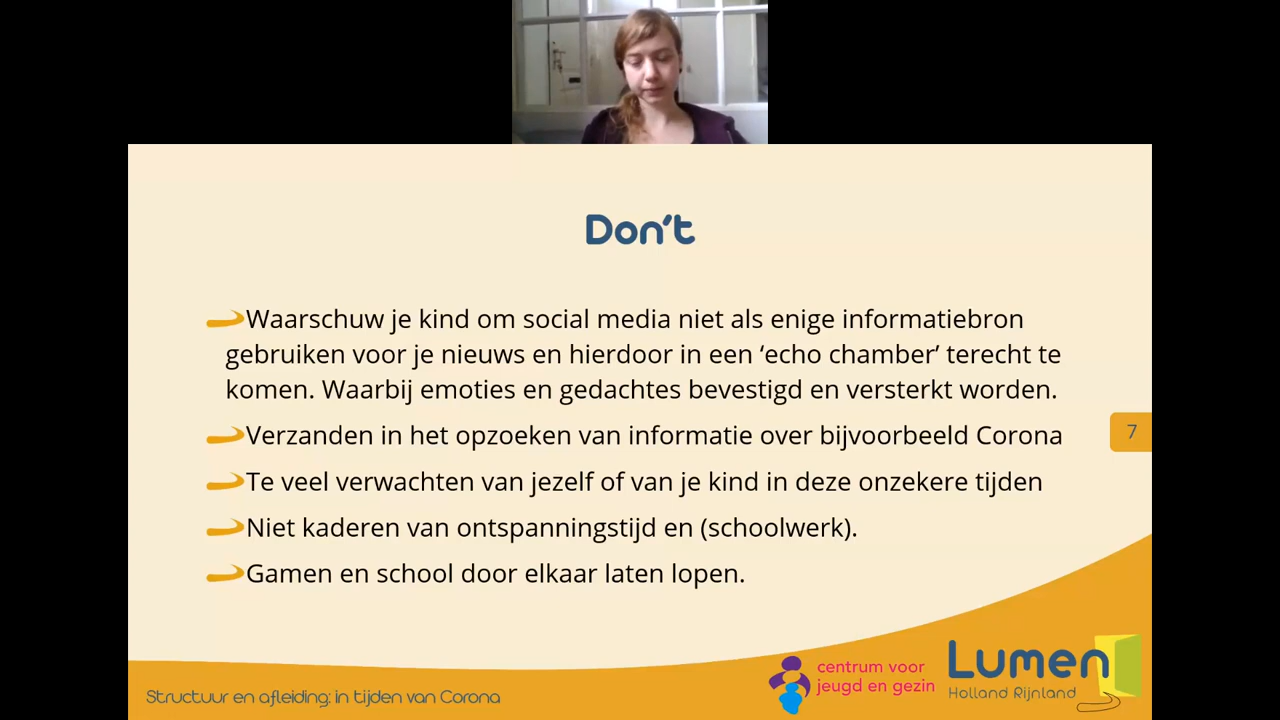 Don't
Waarschuw je kind om social media niet als enige informatiebron
gebruiken voor je nieuws en hierdoor in een ‘echo chamber’ terecht te
komen. Waarbij emoties en gedachtes bevestigd en versterkt worden.
Verzanden in het opzoeken van informatie over bijvoorbeeld Corona
7
Te veel verwachten van jezelf of van je kind in deze onzekere tijden
Niet kaderen van ontspanningstijd en (schoolwerk).
Gamen en school door elkaar laten lopen.
Structuur en afleiding: in tijden van Corona
centrum voor
jeugd en gezin
Lumen
Holland Rijnland